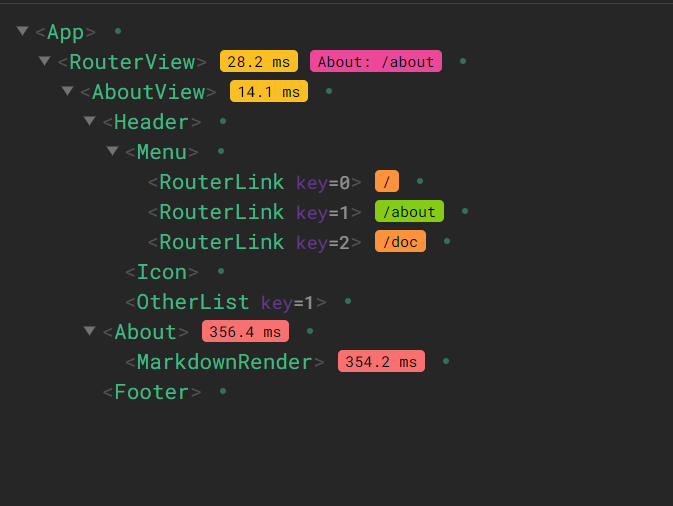 <App>
<RouterView> 28.2 ms About: /about
<AboutView> 14.1 ms
<Header>
<Menu>
<RouterLink key=0> /
<RouterLink key=1> /about
<RouterLink key=2> /doc
<Icon>
<OtherList key=1>
<About> 356.4 ms
<MarkdownRender> 354.2 ms
<Footer>